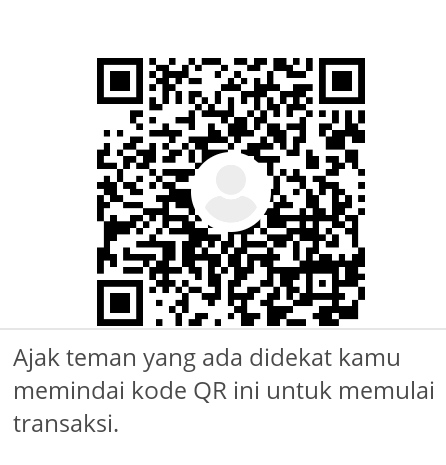 Ajak teman yang ada didekat kamu
memindai kode QR ini untuk memulai
transaksi.